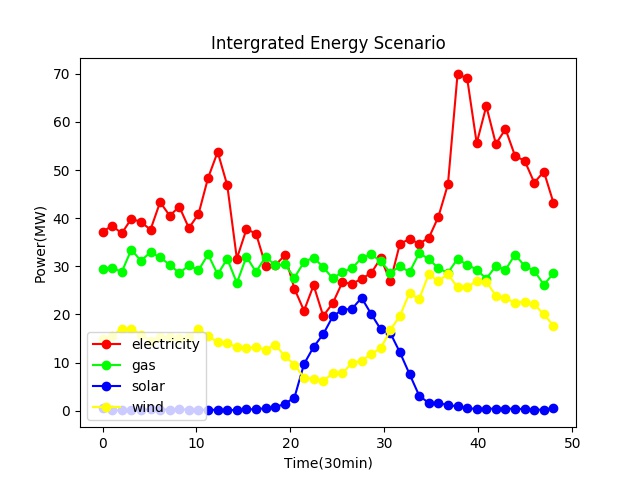 Intergrated Energy Scenario
Power(MW)
70
60
50
40
30
20
10
0
electricity
gas
solar
wind
0 10 20 30 40 50
Time(30min)